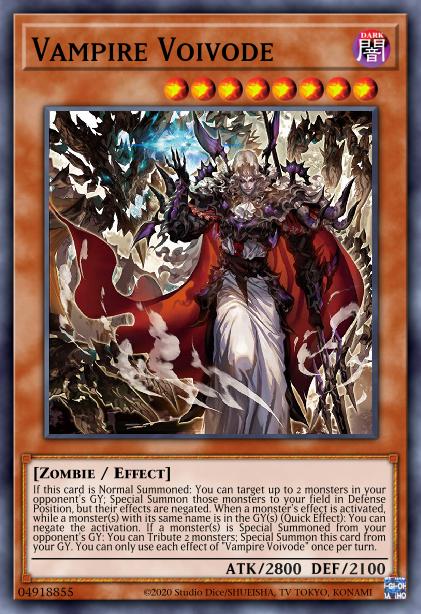 VAMPIRE VOIVODE
DARK
闇
[ZOMBIE / EFFECT]
If this card is Normal Summoned: You can target up to 2 monsters in your
opponent's GY; Special Summon those monsters to your field in Defense
Position, but their effects are negated. When a monster's effect is activated,
while a monster(s) with its same name is in the GY(s) (Quick Effect): You can
negate the activation. If a monster(s) is Special Summoned from your
opponent's GY: You can Tribute 2 monsters; Special Summon this card from
your GY. You can only use each effect of "Vampire Voivode" once per turn.
ATK/2800 DEF/2100
04918855
©2020 Studio Dice/SHUEISHA, TV TOKYO, KONAMI